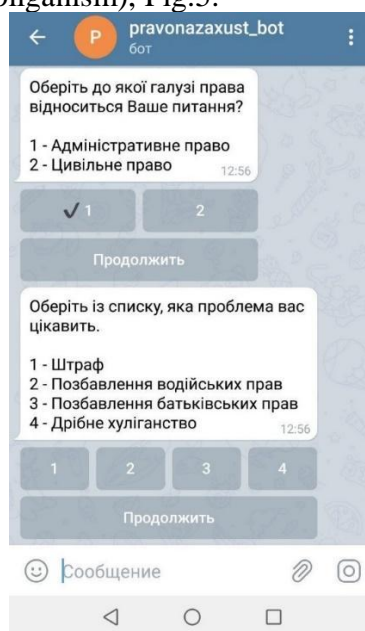 pravonazaxust_bot
P
бот
Оберіть до якої галузі права
відноситься Ваше питання?
1 - Адміністративне право
2 - Цивільне право
12:56
✓ 1
2
Продолжить
Оберіть із списку, яка проблема вас
цікавить.
1 - Штраф
2 - Позбавлення водійських прав
3 - Позбавлення батьківських прав
4 - Дрібне хуліганство
12:56
1
2
3
4
Продолжить
Сообщение